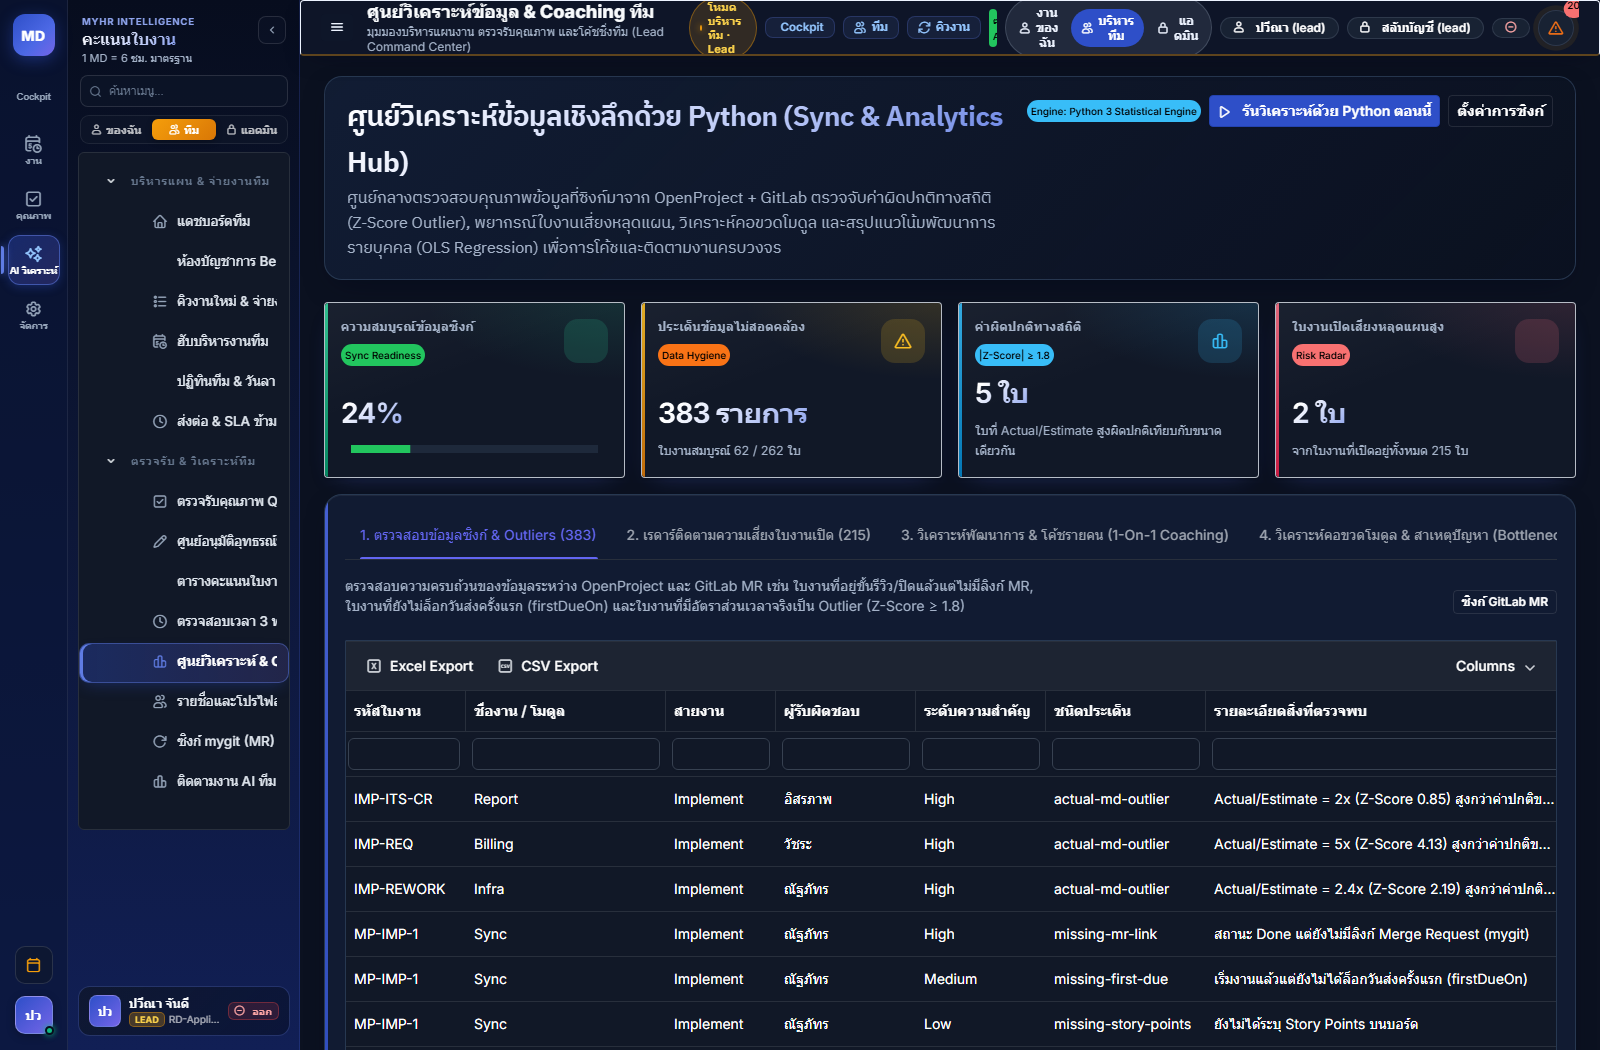 MD
Cockpit
งาน
คุณภาพ
AI วิเคราะห์
จัดการ
ปว
MYHR INTELLIGENCE
คะแนนใบงาน
1 MD = 6 ชม. มาตรฐาน
ค้นหาเมนู...
ของฉัน
ทีม
แอดมิน
บริหารแผน & จ่ายงานทีม
แดชบอร์ดทีม
ห้องบัญชาการ Be
คิวงานใหม่ & จ่าย
ฮับบริหารงานทีม
ปฏิทินทีม & วันลา
ส่งต่อ & SLA ข้าม
ตรวจรับ & วิเคราะห์ทีม
ตรวจรับคุณภาพ Q
ศูนย์อนุมัติอุทธรณ์
ตารางคะแนนใบงา
ตรวจสอบเวลา 3 ท
ศูนย์วิเคราะห์ & C
รายชื่อและโปรไฟล
ซิงก์ mygit (MR)
ติดตามงาน AI ทีม
ปว
ปวีณา จันดี
LEAD RD-Appli...
ออก
ศูนย์วิเคราะห์ข้อมูล & Coaching ทีม
มุมมองบริหารแผนงาน ตรวจรับคุณภาพ และโค้ชชิ่งทีม (Lead Command Center)
โหมด
บริหาร
ทีม ·
Lead
Cockpit
ทีม
คิวงาน
งาน
ของ
ฉัน
บริหาร
ทีม
แอ
ดมิน
ปวีณา (lead)
สลับบัญชี (lead)
20
ศูนย์วิเคราะห์ข้อมูลเชิงลึกด้วย Python (Sync & Analytics
Hub)
ศูนย์กลางตรวจสอบคุณภาพข้อมูลที่ซิงก์มาจาก OpenProject + GitLab ตรวจจับค่าผิดปกติทางสถิติ
(Z-Score Outlier), พยากรณ์ใบงานเสี่ยงหลุดแผน, วิเคราะห์คอขวดโมดูล และสรุปแนวโน้มพัฒนาการ
รายบุคคล (OLS Regression) เพื่อการโค้ชและติดตามงานครบวงจร
Engine: Python 3 Statistical Engine
รันวิเคราะห์ด้วย Python ตอนนี้
ตั้งค่าการซิงก์
ความสมบูรณ์ข้อมูลซิงก์
Sync Readiness
24%
ประเด็นข้อมูลไม่สอดคล้อง
Data Hygiene
383 รายการ
ใบงานสมบูรณ์ 62 / 262 ใบ
ค่าผิดปกติทางสถิติ
|Z-Score| ≥ 1.8
5 ใบ
ใบที่ Actual/Estimate สูงผิดปกติเทียบกับขนาด
เดียวกัน
ใบงานเปิดเสี่ยงหลุดแผนสูง
Risk Radar
2 ใบ
จากใบงานที่เปิดอยู่ทั้งหมด 215 ใบ
1. ตรวจสอบข้อมูลซิงก์ & Outliers (383)
2. เรดาร์ติดตามความเสี่ยงใบงานเปิด (215)
3. วิเคราะห์พัฒนาการ & โค้ชรายคน (1-On-1 Coaching)
4. วิเคราะห์คอขวดโมดูล & สาเหตุปัญหา (Bottlenec
ตรวจสอบความครบถ้วนของข้อมูลระหว่าง OpenProject และ GitLab MR เช่น ใบงานที่อยู่ขั้นรีวิว/ปิดแล้วแต่ไม่มีลิงก์ MR,
ใบงานที่ยังไม่ล็อกวันส่งครั้งแรก (firstDueOn) และใบงานที่มีอัตราส่วนเวลาจริงเป็น Outlier (Z-Score ≥ 1.8)
ซิงก์ GitLab MR
Excel Export
CSV Export
Columns
รหัสใบงาน ชื่องาน / โมดูล สายงาน ผู้รับผิดชอบ ระดับความสำคัญ ชนิดประเด็น รายละเอียดสิ่งที่ตรวจพบ
IMP-ITS-CR Report Implement อิสรภาพ High actual-md-outlier Actual/Estimate = 2x (Z-Score 0.85) สูงกว่าค่าปกติข...
IMP-REQ Billing Implement วัชระ High actual-md-outlier Actual/Estimate = 5x (Z-Score 4.13) สูงกว่าค่าปกติข...
IMP-REWORK Infra Implement ณัฐภัทร High actual-md-outlier Actual/Estimate = 2.4x (Z-Score 2.19) สูงกว่าค่าปกติ...
MP-IMP-1 Sync Implement ณัฐภัทร High missing-mr-link สถานะ Done แต่ยังไม่มีลิงก์ Merge Request (mygit)
MP-IMP-1 Sync Implement ณัฐภัทร Medium missing-first-due เริ่มงานแล้วแต่ยังไม่ได้ล็อกวันส่งครั้งแรก (firstDueOn)
MP-IMP-1 Sync Implement ณัฐภัทร Low missing-story-points ยังไม่ได้ระบุ Story Points บนบอร์ด